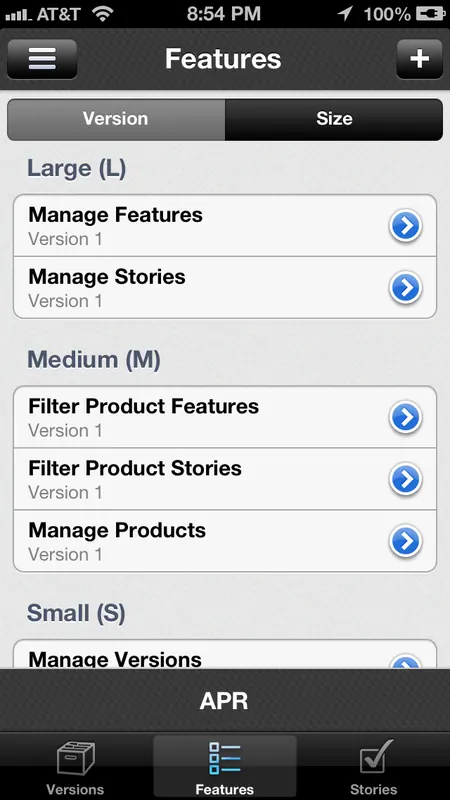 AT&T 8:54 PM 100%
Features
Version Size
Large (L)
Manage Features
Version 1
Manage Stories
Version 1
Medium (M)
Filter Product Features
Version 1
Filter Product Stories
Version 1
Manage Products
Version 1
Small (S)
Manage Versions
APR
Versions Features Stories